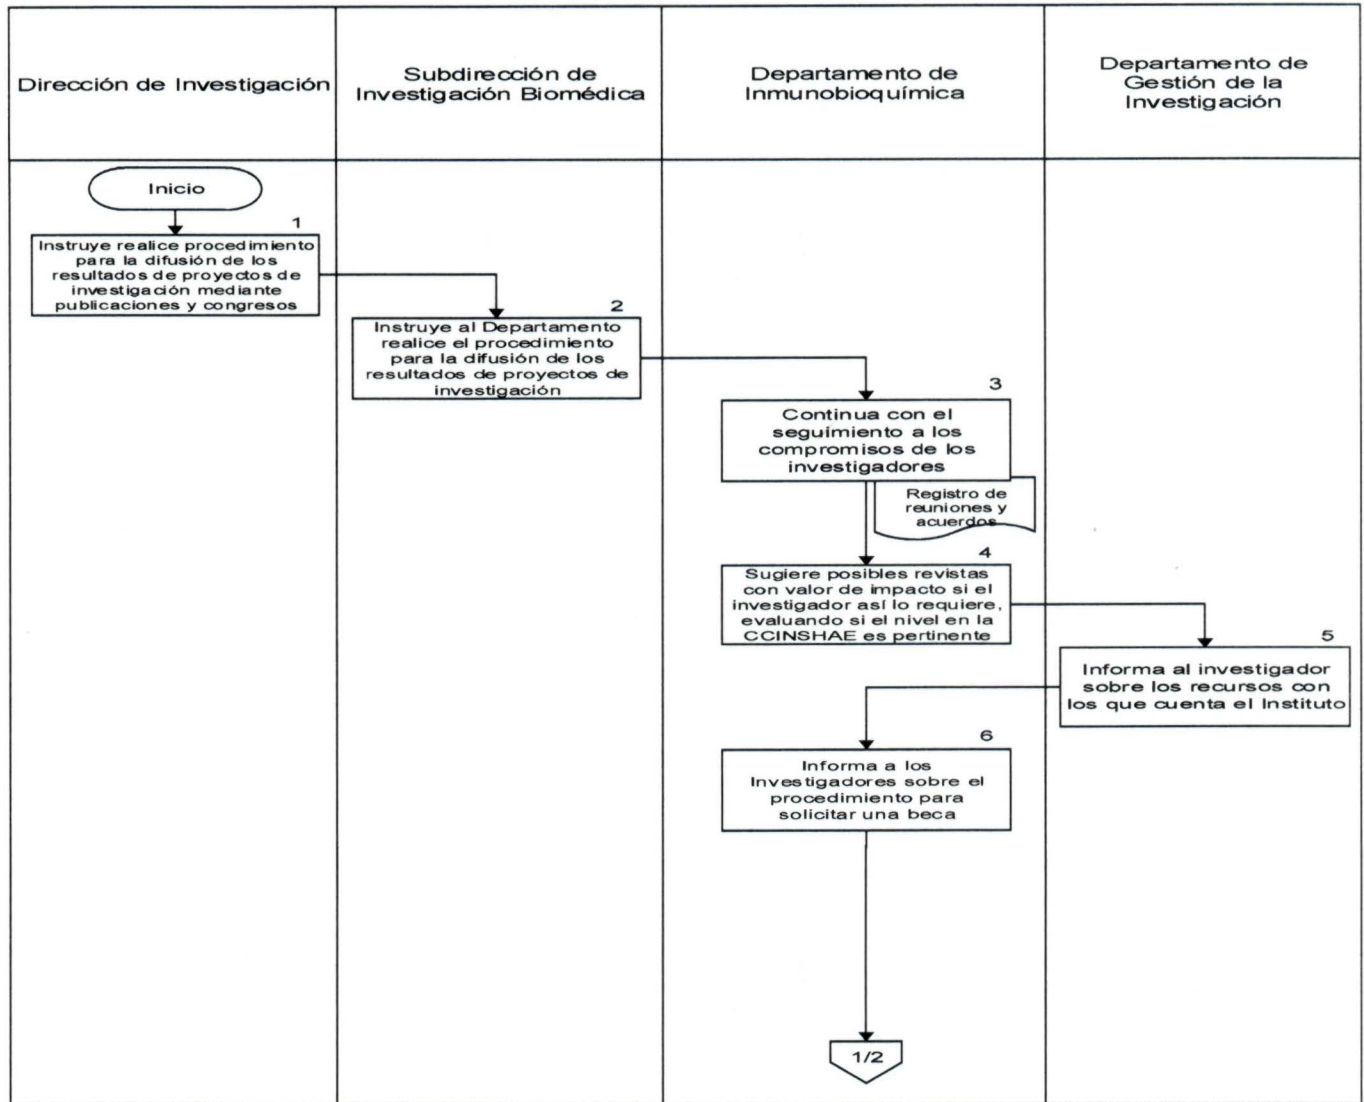 Dirección de Investigación
Subdirección de
Investigación Biomédica
Departamento de
Inmunobioquímica
Departamento de
Gestión de la
Investigación
Inicio
1
Instruye realice procedimiento
para la difusión de los
resultados de proyectos de
investigación mediante
publicaciones y congresos
2
Instruye al Departamento
realice el procedimiento
para la difusión de los
resultados de proyectos de
investigación
3
Continua con el
seguimiento a los
compromisos de los
investigadores
Registro de
reuniones y
acuerdos
4
Sugiere posibles revistas
con valor de impacto si el
investigador así lo requiere,
evaluando si el nivel en la
CCINSHAE es pertinente
5
Informa al investigador
sobre los recursos con
los que cuenta el Instituto
6
Informa a los
Investigadores sobre el
procedimiento para
solicitar una beca
1/2